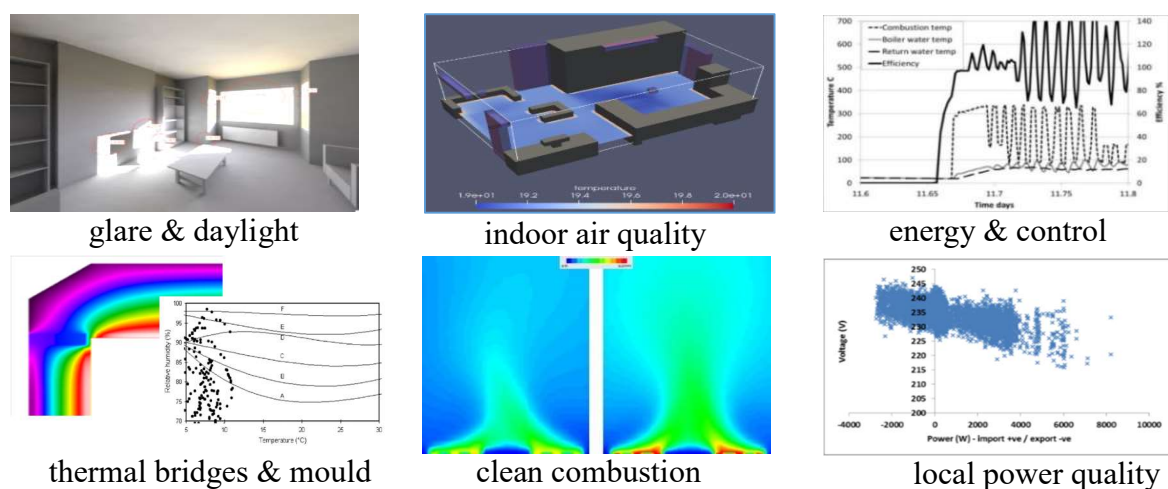 temperature
1.9e+01 19.2 19.4 19.6 19.8 2.0e+01
Temperature C
700
600
500
400
300
200
100
0
Combustion temp
Boiler water temp
Return water temp
Efficiency
140
120
100
80
60
40
20
0
Efficiency %
11.6 11.65 11.7 11.75 11.8
Time days
glare & daylight
indoor air quality
energy & control
Relative humidity (%)
100
95
90
85
80
75
70
F
E
D
C
B
A
5 10 15 20 25 30
Temperature (°C)
Voltage (V)
250
245
240
235
230
225
220
215
210
205
200
-4000 -2000 0 2000 4000 6000 8000 10000
Power (W) - import +ve / export -ve
thermal bridges & mould
clean combustion
local power quality